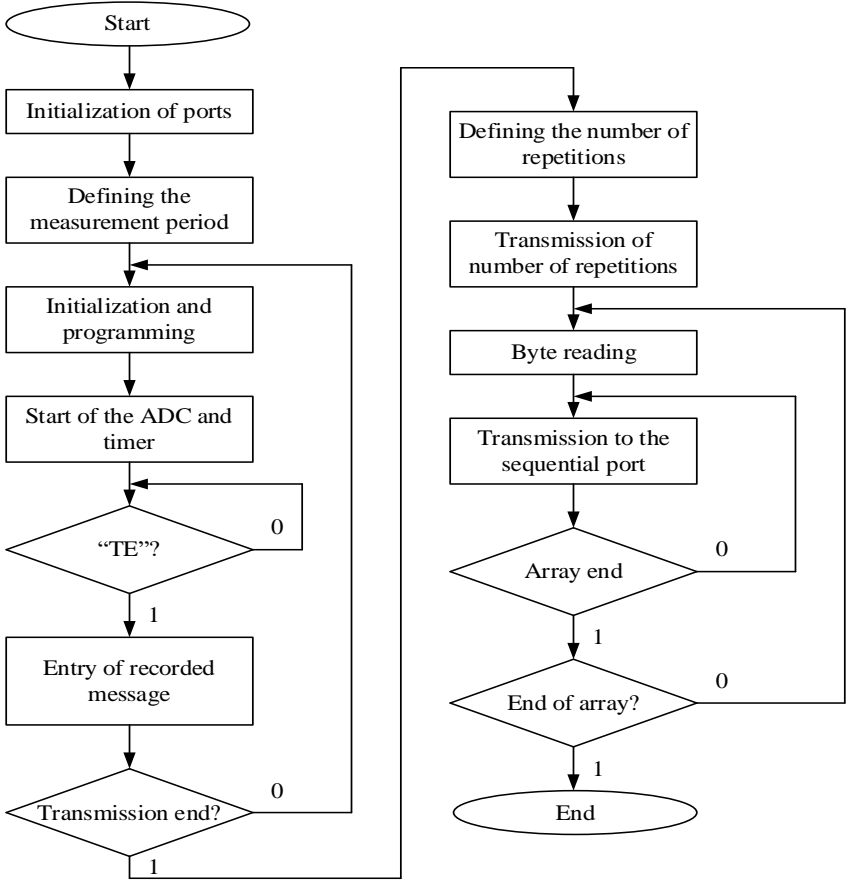 Start
Initialization of ports
Defining the
measurement period
Initialization and
programming
Start of the ADC and
timer
“TE”?
0
1
Entry of recorded
message
Transmission end?
0
1
Defining the number of
repetitions
Transmission of
number of repetitions
Byte reading
Transmission to the
sequential port
Array end
0
1
End of array?
0
1
End